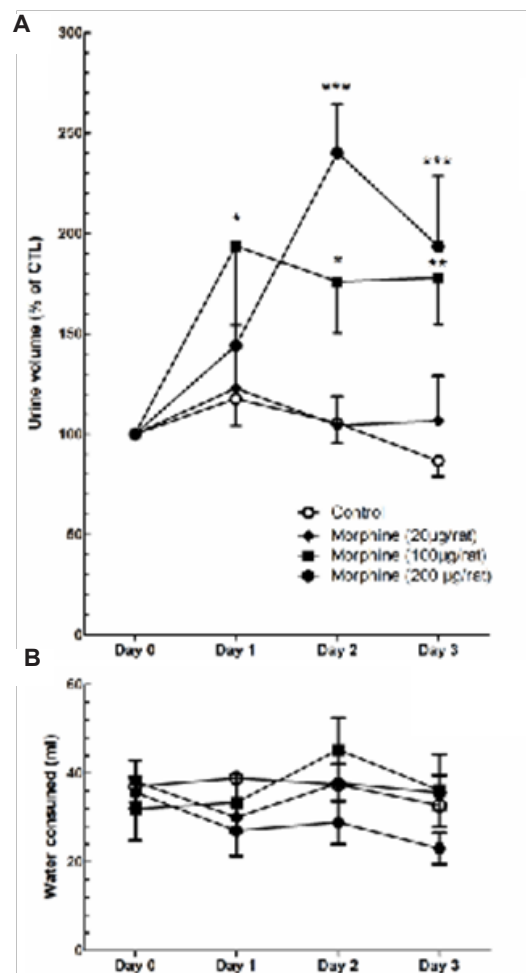 A
Urine volume (% of CTL)
300
250
200
150
100
50
0
***
***
*
*
**
Control
Morphine (20µg/rat)
Morphine (100µg/rat)
Morphine (200 µg/rat)
Day 0 Day 1 Day 2 Day 3
B
Water consuned (ml)
60
40
20
0
Day 0 Day 1 Day 2 Day 3